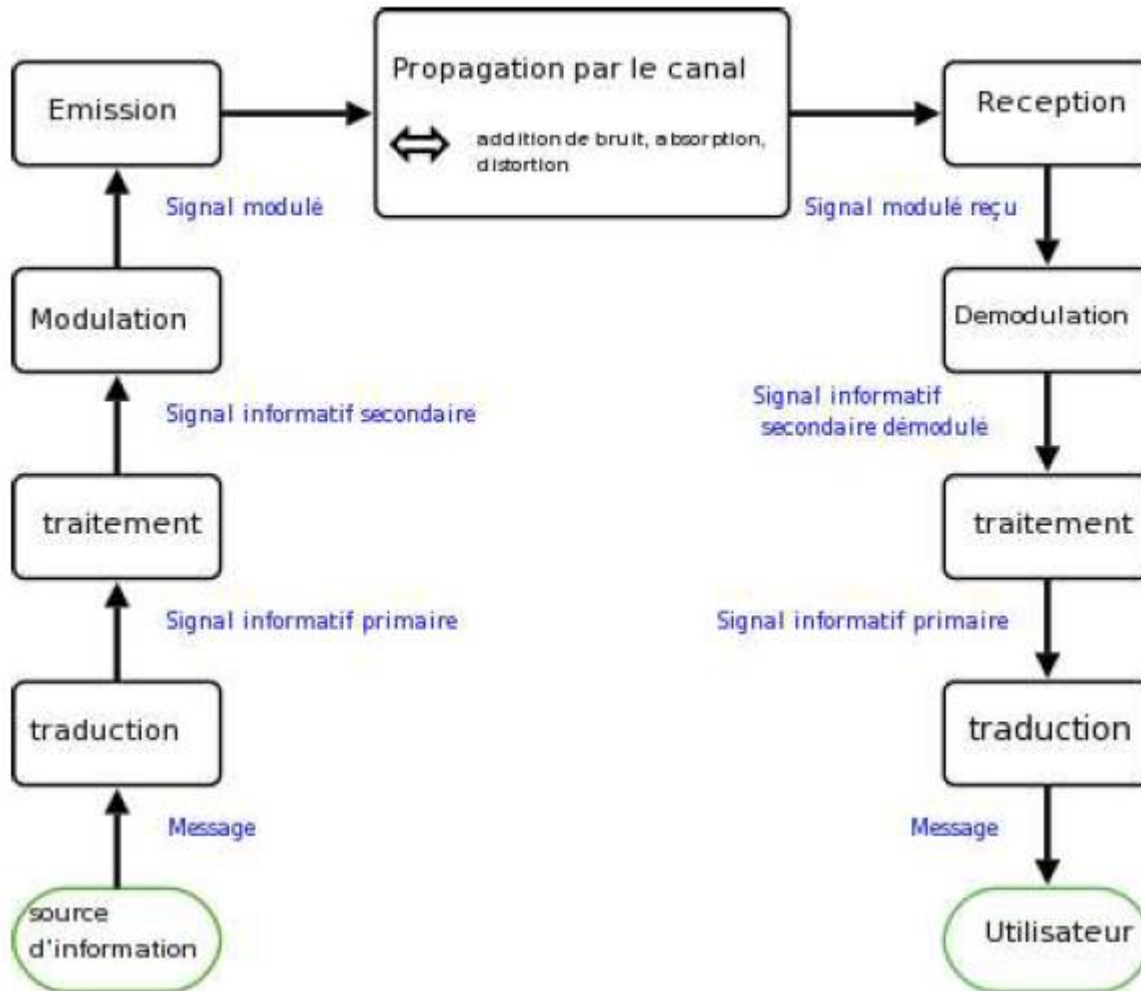 Propagation par le canal
addition de bruit, absorption,
distortion
Emission
Reception
Signal modulé
Signal modulé reçu
Modulation
Demodulation
Signal informatif secondaire
Signal informatif
secondaire démodulé
traitement
traitement
Signal informatif primaire
Signal informatif primaire
traduction
traduction
Message
Message
source
d'information
Utilisateur